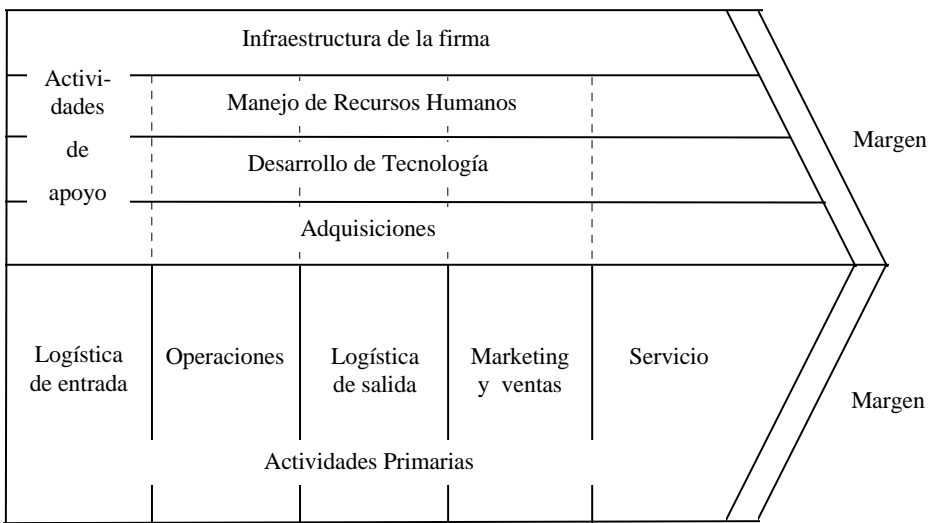 Infraestructura de la firma
Activi-
dades
de
apoyo
Manejo de Recursos Humanos
Desarrollo de Tecnología
Adquisiciones
Margen
Logística
de entrada
Operaciones
Logística
de salida
Marketing
y ventas
Servicio
Margen
Actividades Primarias